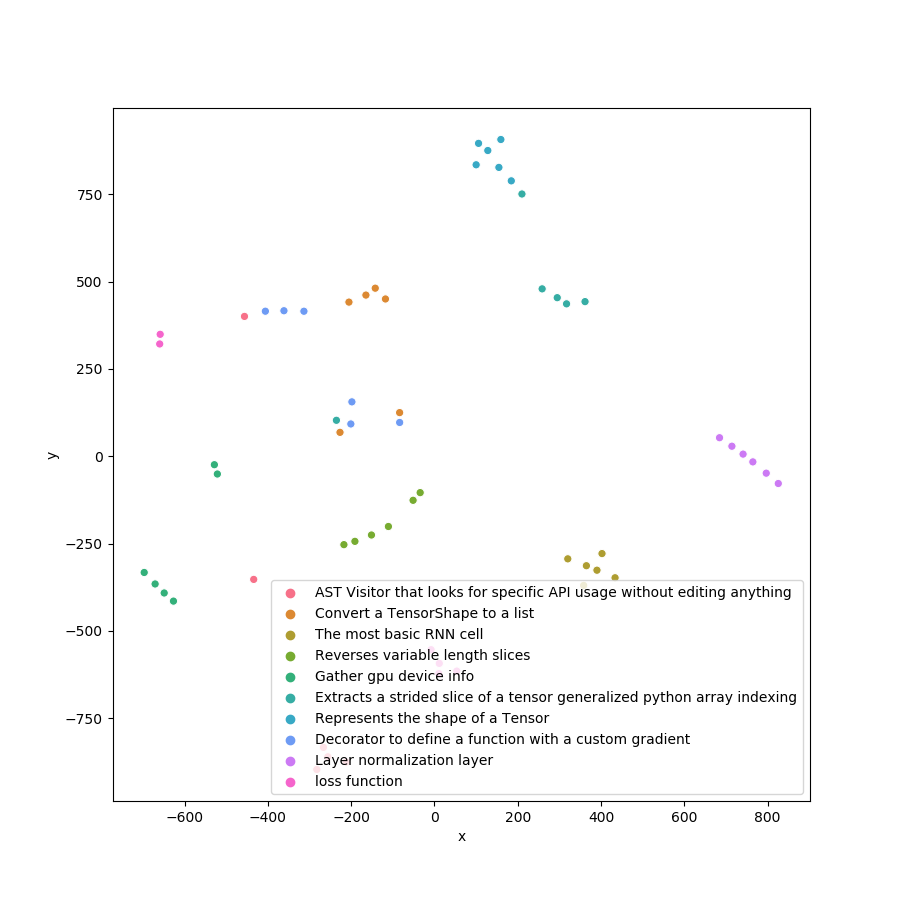 750
500
250
0
−250
−500
−750
y
AST Visitor that looks for specific API usage without editing anything
Convert a TensorShape to a list
The most basic RNN cell
Reverses variable length slices
Gather gpu device info
Extracts a strided slice of a tensor generalized python array indexing
Represents the shape of a Tensor
Decorator to define a function with a custom gradient
Layer normalization layer
loss function
−600 −400 −200 0 200 400 600 800
x